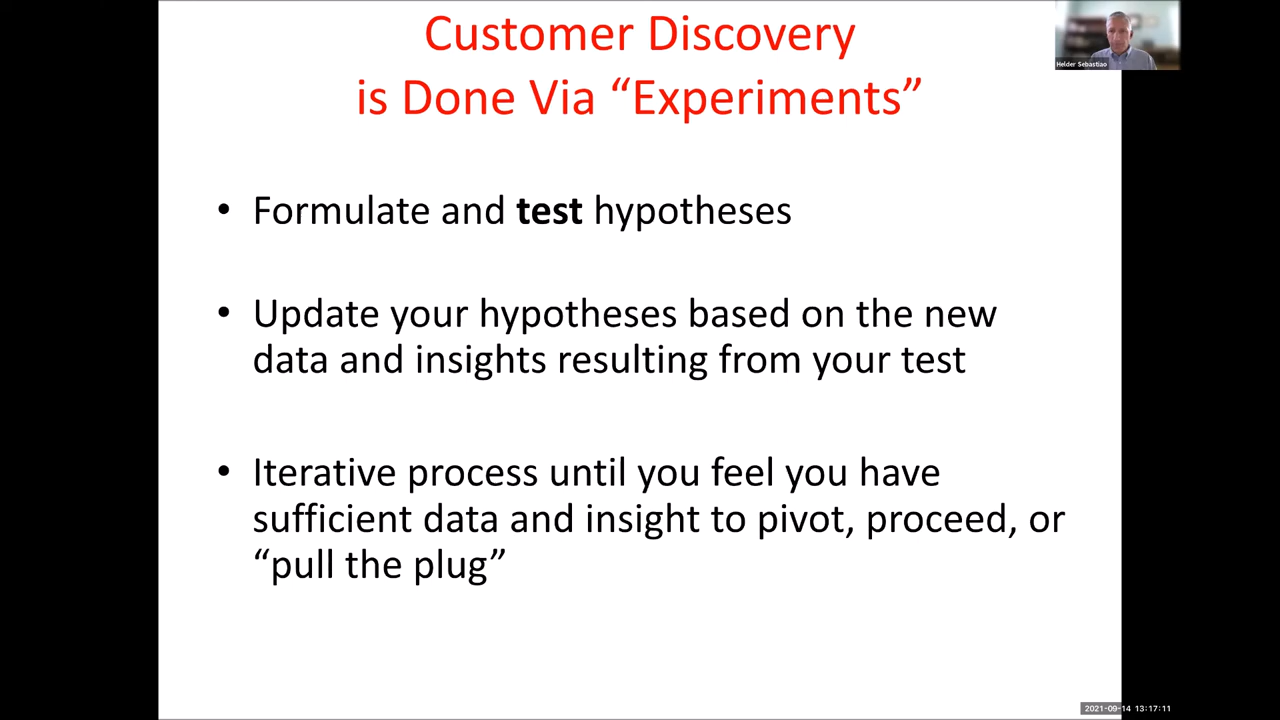 Customer Discovery
is Done Via “Experiments”
Helder Sebastiao
• Formulate and test hypotheses
• Update your hypotheses based on the new
data and insights resulting from your test
• Iterative process until you feel you have
sufficient data and insight to pivot, proceed, or
“pull the plug”
2021-09-14 13:17:11